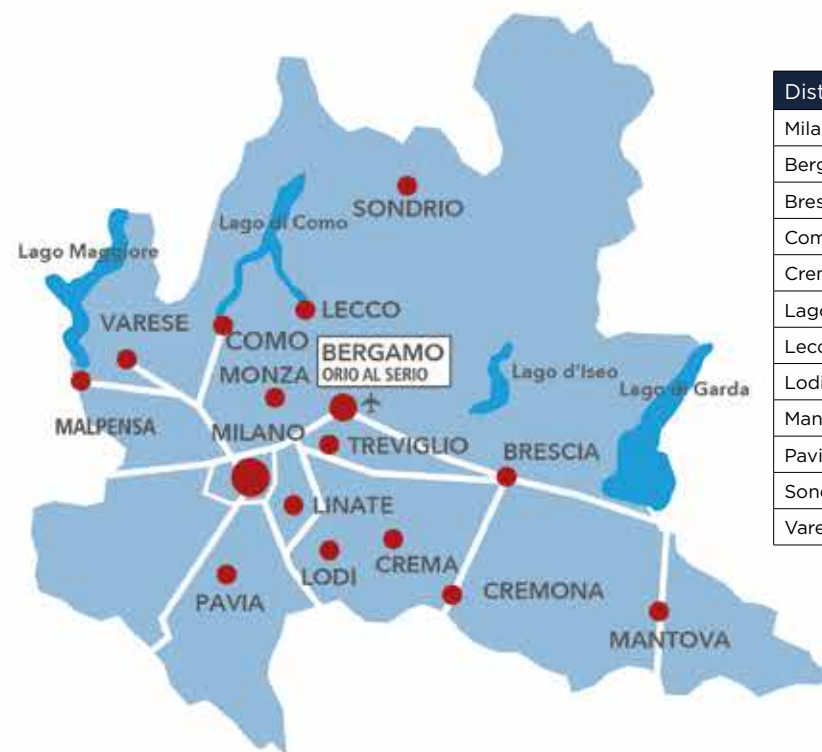 SONDRIO
Lago di Como
Lago Maggiore
LECCO
VARESE
COMO
BERGAMO
ORIO AL SERIO
MONZA
Lago d'Iseo
Lago di Garda
MALPENSA
MILANO
TREVIGLIO
BRESCIA
LINATE
CREMA
LODI
PAVIA
CREMONA
MANTOVA
Dist
Mila
Berg
Bres
Com
Crem
Lago
Lecc
Lodi
Man
Pavi
Sond
Vare